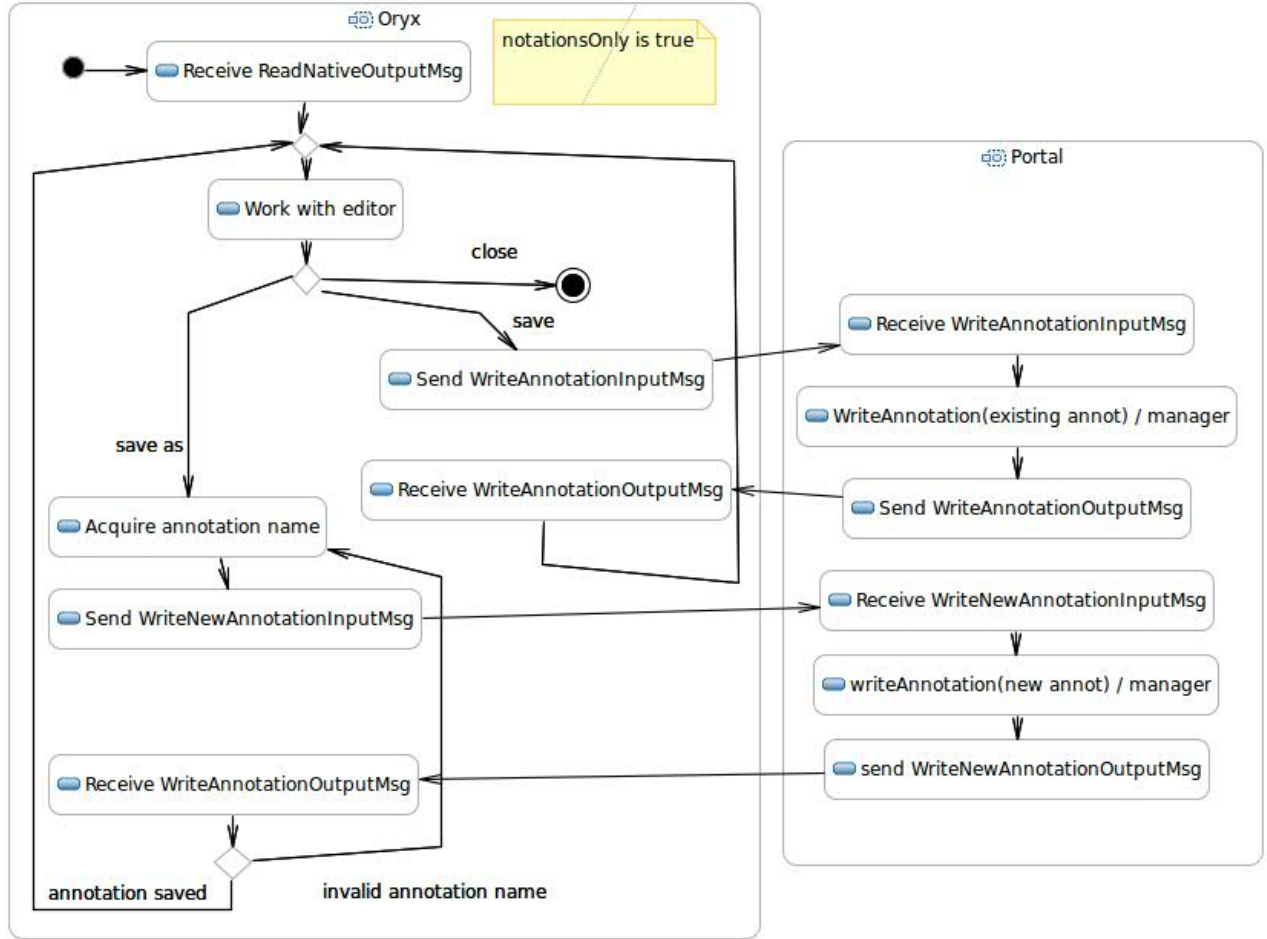 Oryx
notationsOnly is true
Receive ReadNativeOutputMsg
Work with editor
close
save
Send WriteAnnotationInputMsg
save as
Receive WriteAnnotationOutputMsg
Acquire annotation name
Send WriteNewAnnotationInputMsg
Receive WriteAnnotationOutputMsg
annotation saved
invalid annotation name
Portal
Receive WriteAnnotationInputMsg
WriteAnnotation(existing annot) / manager
Send WriteAnnotationOutputMsg
Receive WriteNewAnnotationInputMsg
writeAnnotation(new annot) / manager
send WriteNewAnnotationOutputMsg